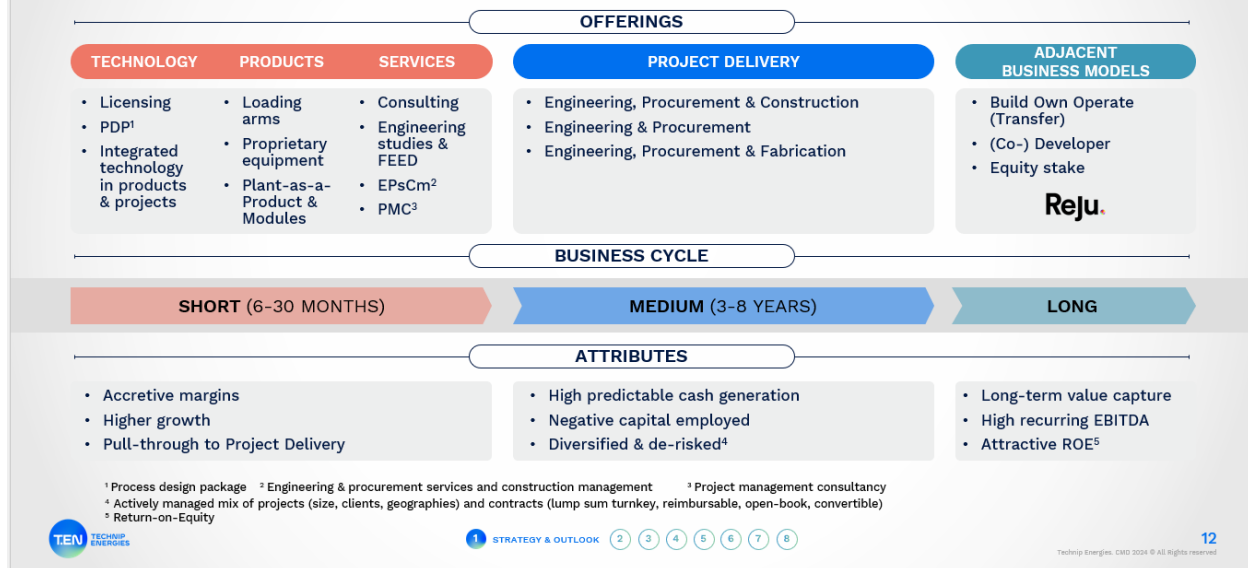 OFFERINGS
TECHNOLOGY PRODUCTS SERVICES
• Licensing
• PDP¹
• Integrated
technology
in products
& projects
• Loading
arms
• Proprietary
equipment
• Plant-as-a-
Product &
Modules
• Consulting
• Engineering
studies &
FEED
• EPsCm²
• PMC³
PROJECT DELIVERY
• Engineering, Procurement & Construction
• Engineering & Procurement
• Engineering, Procurement & Fabrication
ADJACENT
BUSINESS MODELS
• Build Own Operate
(Transfer)
• (Co-) Developer
• Equity stake
Reju.
BUSINESS CYCLE
SHORT (6-30 MONTHS)
MEDIUM (3-8 YEARS)
LONG
ATTRIBUTES
• Accretive margins
• Higher growth
• Pull-through to Project Delivery
• High predictable cash generation
• Negative capital employed
• Diversified & de-risked⁴
• Long-term value capture
• High recurring EBITDA
• Attractive ROE⁵
¹ Process design package ² Engineering & procurement services and construction management ³ Project management consultancy
⁴ Actively managed mix of projects (size, clients, geographies) and contracts (lump sum turnkey, reimbursable, open-book, convertible)
⁵ Return-on-Equity
T.EN TECHNIP
ENERGIES
1 STRATEGY & OUTLOOK 2 3 4 5 6 7 8
12
Technip Energies. CMD 2024 © All Rights reserved